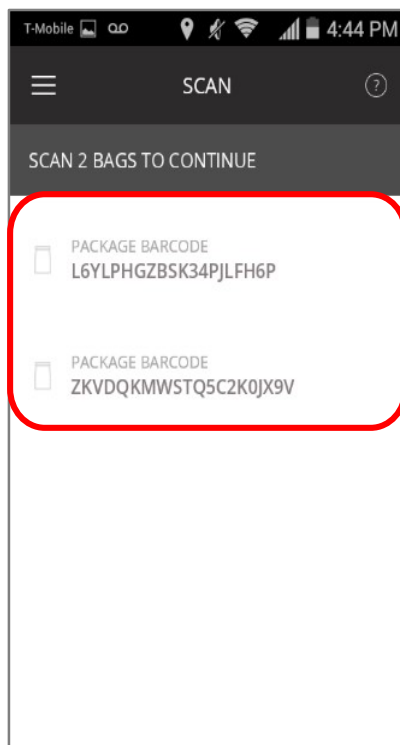 T-Mobile 4:44 PM
SCAN ?
SCAN 2 BAGS TO CONTINUE
PACKAGE BARCODE
L6YLPHGZBSK34PJLFH6P
PACKAGE BARCODE
ZKVDQKMWSTQ5C2K0JX9V